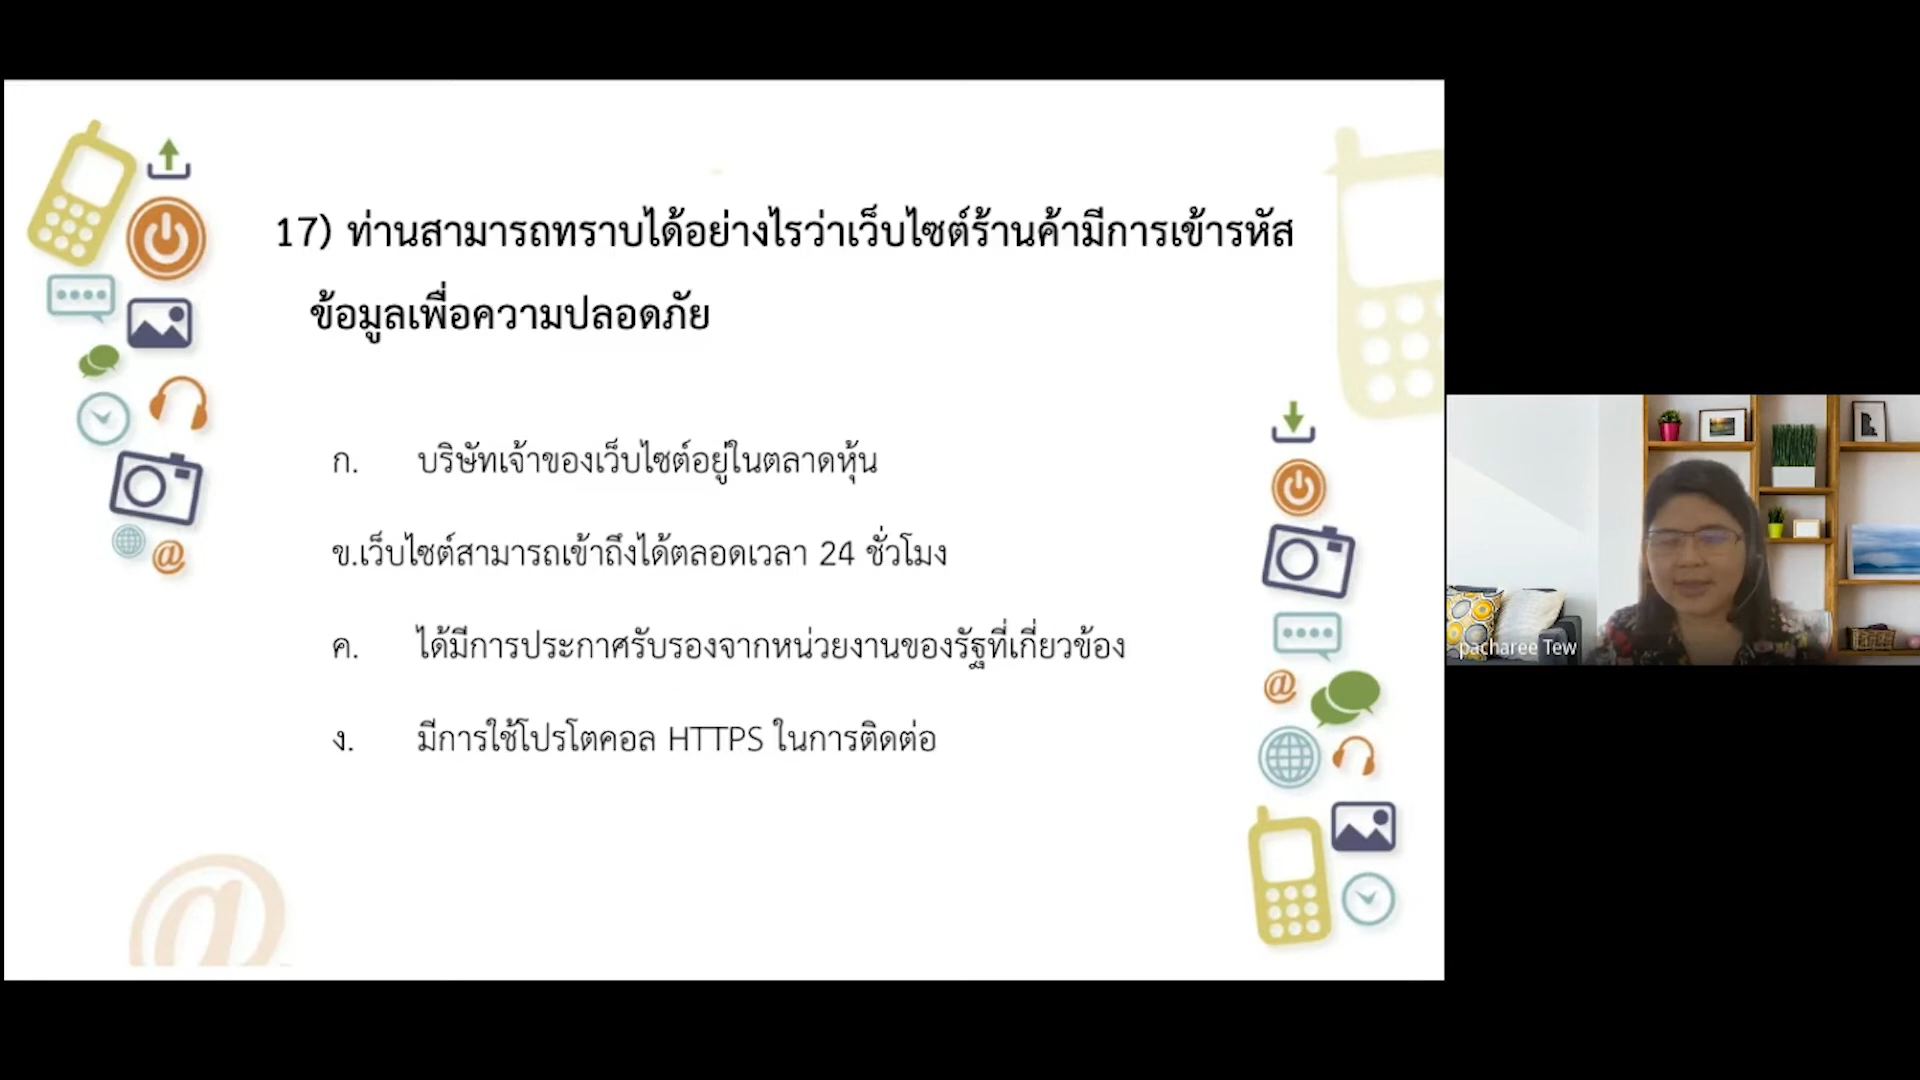 17) ท่านสามารถทราบได้อย่างไรว่าเว็บไซต์ร้านค้ามีการเข้ารหัส
ข้อมูลเพื่อความปลอดภัย
ก. บริษัทเจ้าของเว็บไซต์อยู่ในตลาดหุ้น
ข.เว็บไซต์สามารถเข้าถึงได้ตลอดเวลา 24 ชั่วโมง
ค. ได้มีการประกาศรับรองจากหน่วยงานของรัฐที่เกี่ยวข้อง
ง. มีการใช้โปรโตคอล HTTPS ในการติดต่อ
pacharee Tew